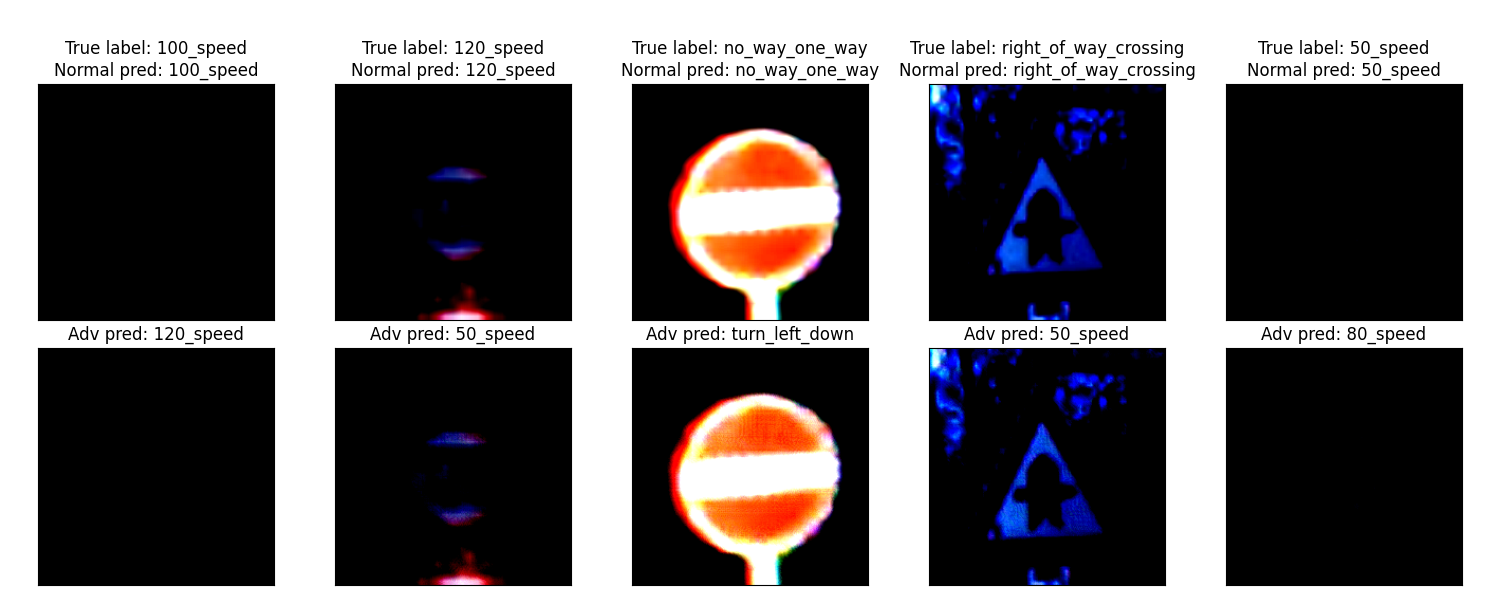 True label: 100_speed
Normal pred: 100_speed
True label: 120_speed
Normal pred: 120_speed
True label: no_way_one_way
Normal pred: no_way_one_way
True label: right_of_way_crossing
Normal pred: right_of_way_crossing
True label: 50_speed
Normal pred: 50_speed
Adv pred: 120_speed
Adv pred: 50_speed
Adv pred: turn_left_down
Adv pred: 50_speed
Adv pred: 80_speed